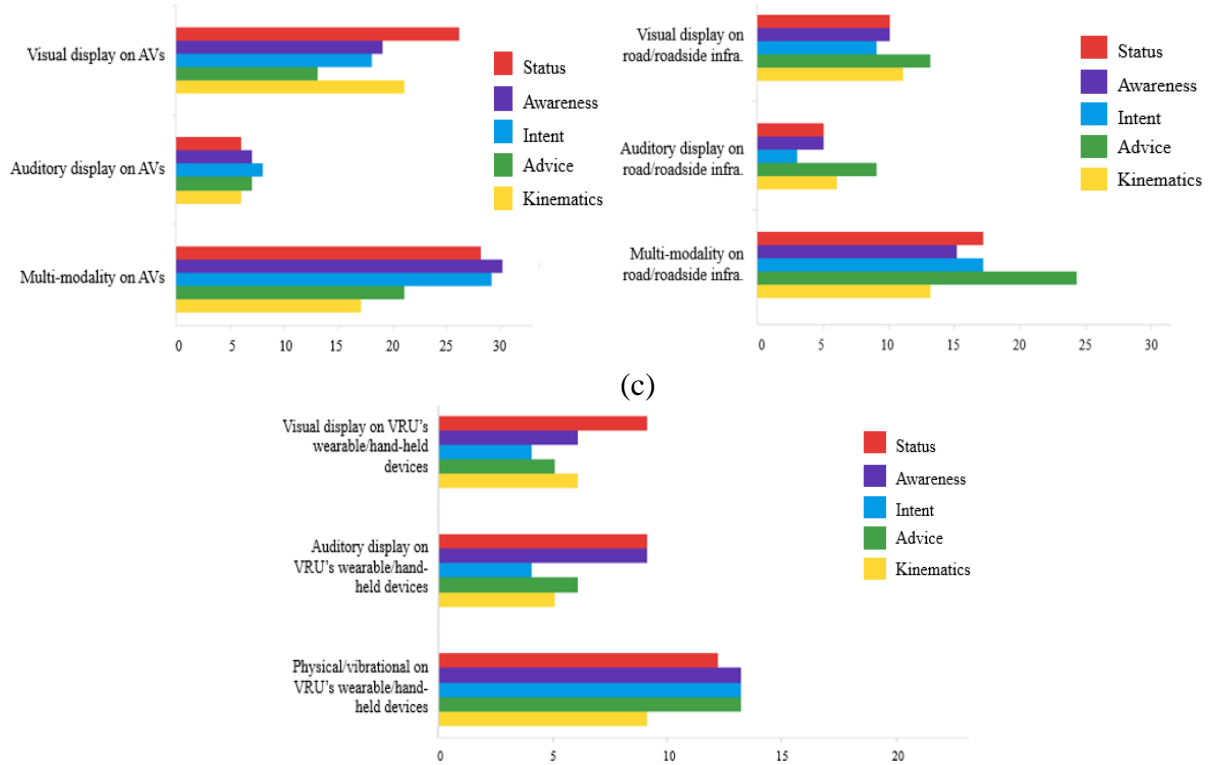 Visual display on AVs
Auditory display on AVs
Multi-modality on AVs
0 5 10 15 20 25 30
Status
Awareness
Intent
Advice
Kinematics
Visual display on
road/roadside infra.
Auditory display on
road/roadside infra.
Multi-modality on
road/roadside infra.
0 5 10 15 20 25 30
Status
Awareness
Intent
Advice
Kinematics
(c)
Visual display on VRU's
wearable/hand-held
devices
Auditory display on
VRU's wearable/hand-
held devices
Physical/vibrational on
VRU's wearable/hand-
held devices
0 5 10 15 20
Status
Awareness
Intent
Advice
Kinematics